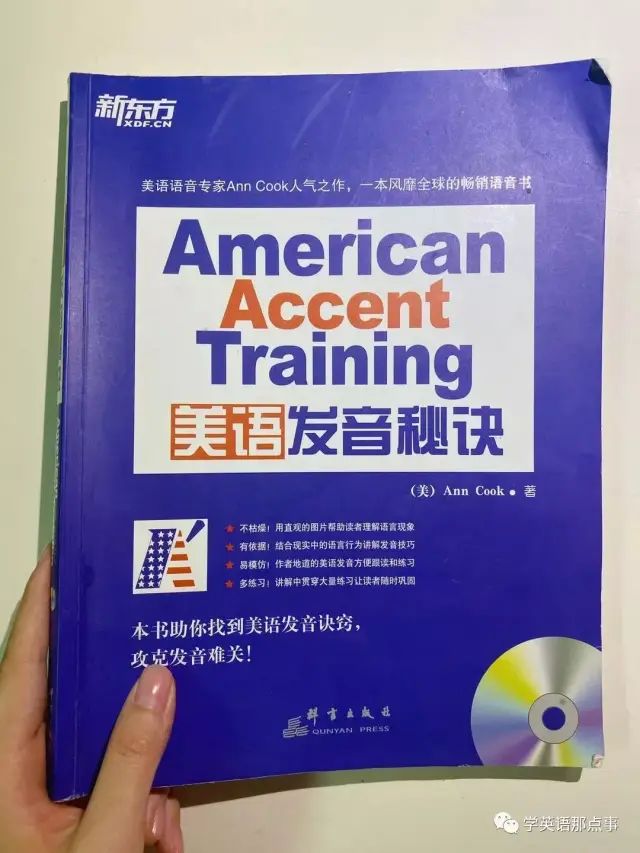 新东方
XDF.CN
美语语音专家Ann Cook人气之作，一本风靡全球的畅销语音书
American
Accent
Training
美语发音秘诀
（美）Ann Cook • 著
★ 不枯燥！用直观的图片帮助读者理解语言现象
★ 有依据！结合现实中的语言行为讲解发音技巧
★ 易模仿！作者地道的美语发音方便跟读和练习
★ 多练习！讲解中贯穿大量练习让读者随时巩固
本书助你找到美语发音诀窍，
攻克发音难关！
群言出版社
QUNYAN PRESS
学英语那点事